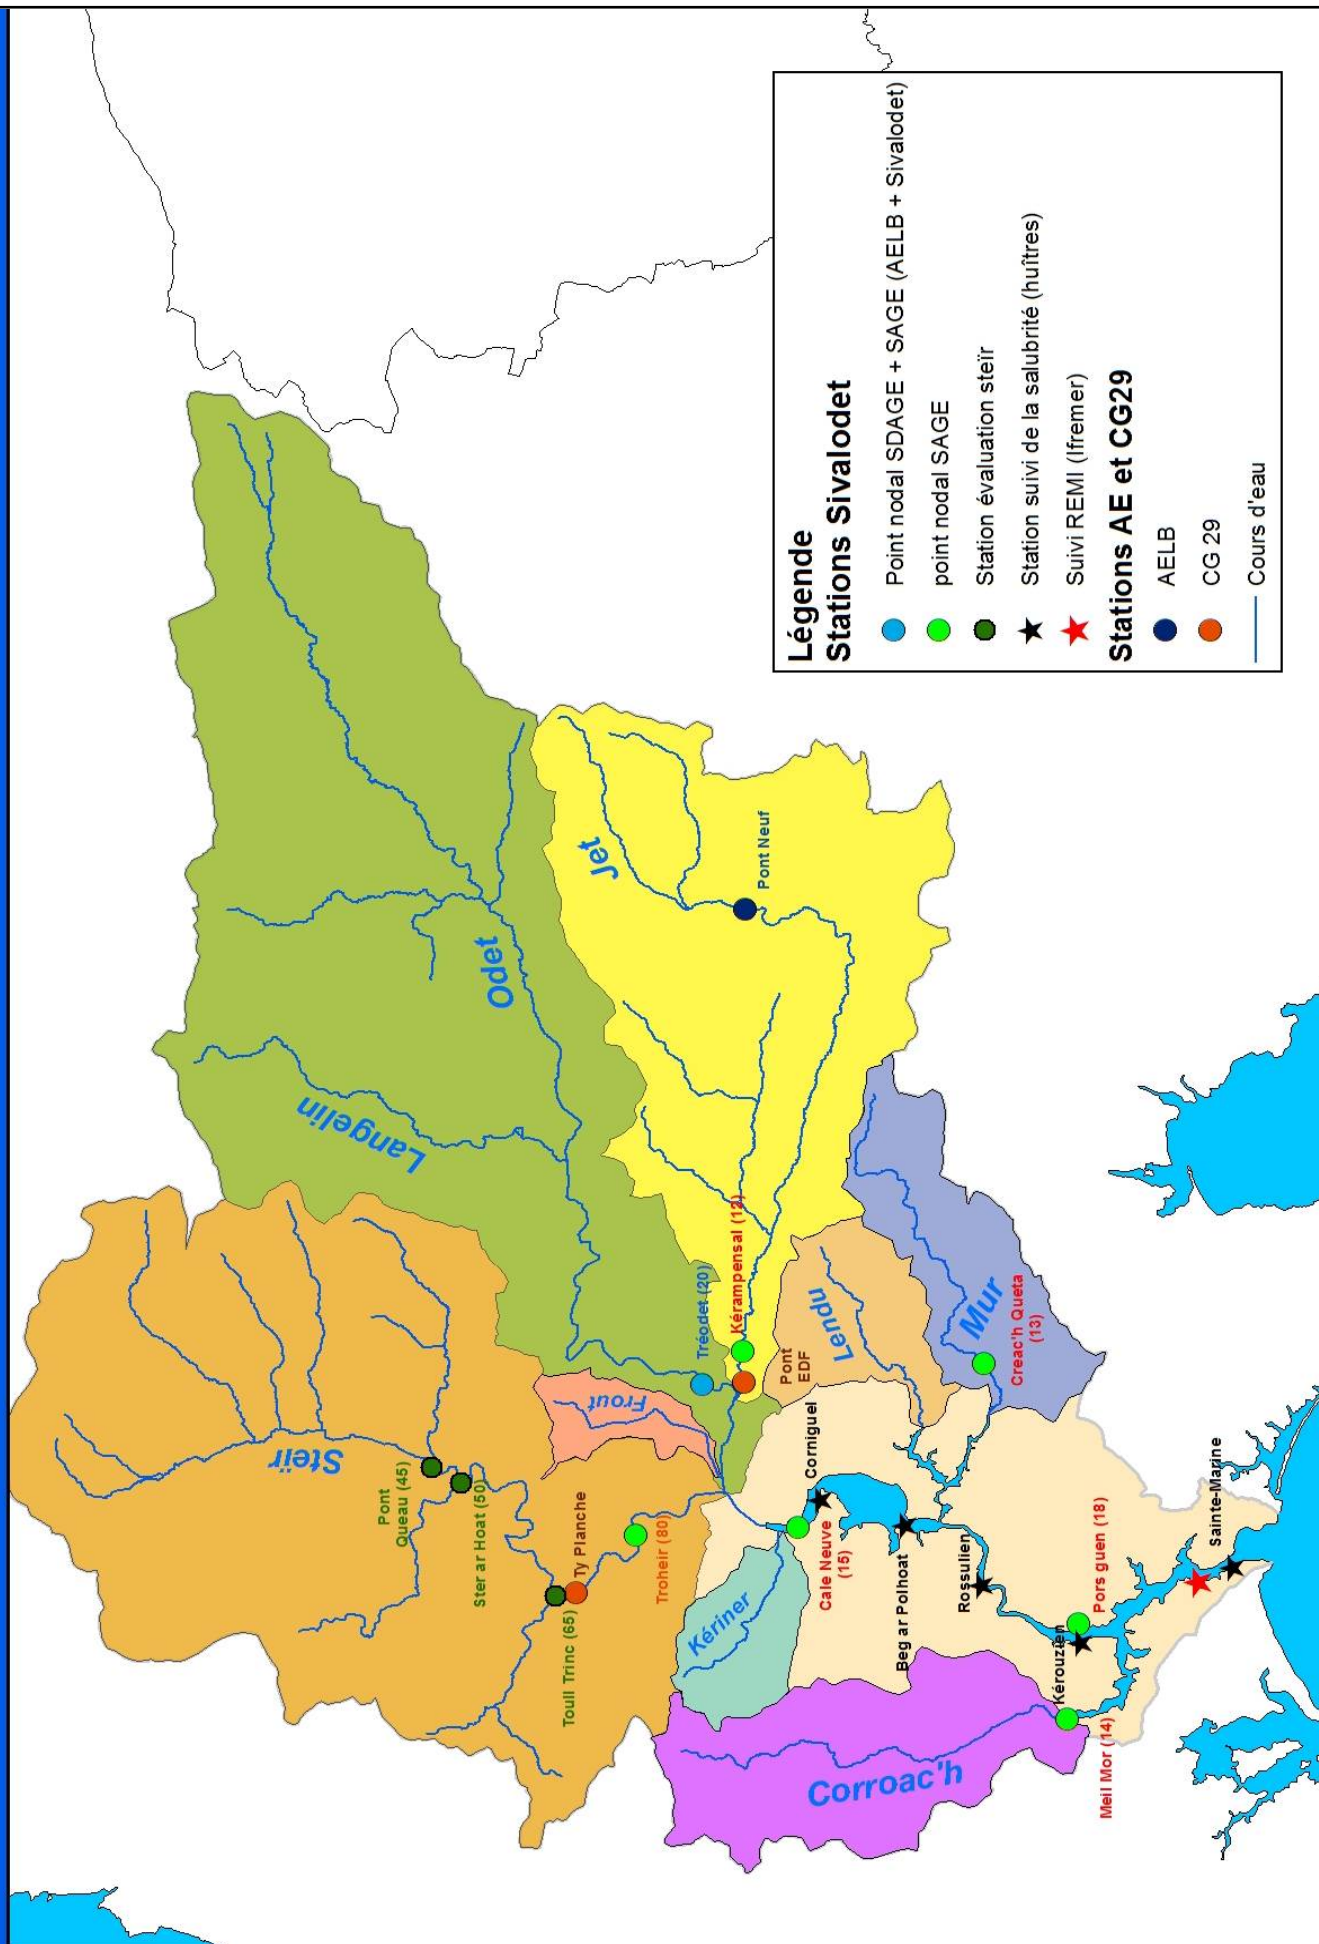 Steïr
Langelin
Odet
Jet
Frout
Pont
Queau (45)
Ster ar Hoat (50)
Ty Planche
Toull Trinc (65)
Troheir (80)
Tréodet (20)
Kérampensal (12)
Pont Neuf
Pont
EDF
Lendu
Mur
Creac'h Queta
(13)
Kériner
Corniguel
Cale Neuve
(15)
Beg ar Polhoat
Rossulien
Corroac'h
Kérouzien
Pors guen (18)
Meil Mor (14)
Sainte-Marine
Légende
Stations Sivalodet
Point nodal SDAGE + SAGE (AELB + Sivalodet)
point nodal SAGE
Station évaluation steïr
Station suivi de la salubrité (huîtres)
Suivi REMI (Ifremer)
Stations AE et CG29
AELB
CG 29
Cours d'eau